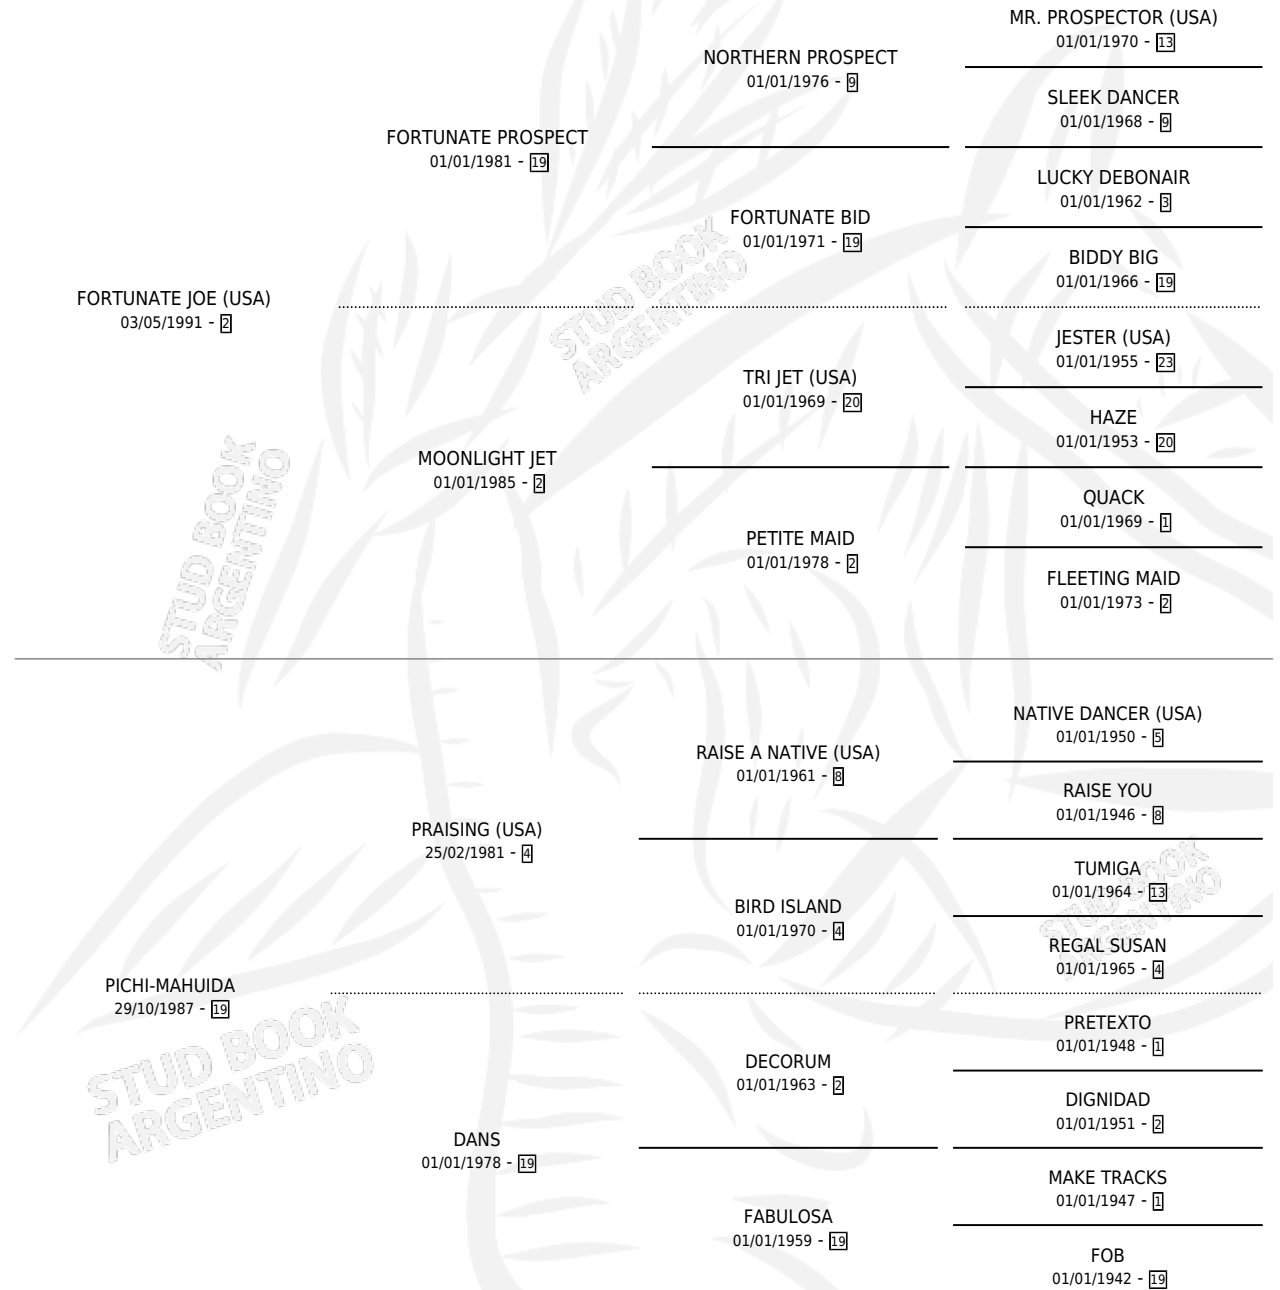 MR. PROSPECTOR (USA)
01/01/1970 - 13
NORTHERN PROSPECT
01/01/1976 - 9
SLEEK DANCER
01/01/1968 - 9
FORTUNATE PROSPECT
01/01/1981 - 19
LUCKY DEBONAIR
01/01/1962 - 3
FORTUNATE BID
01/01/1971 - 19
BIDDY BIG
01/01/1966 - 19
FORTUNATE JOE (USA)
03/05/1991 - 2
JESTER (USA)
01/01/1955 - 23
TRI JET (USA)
01/01/1969 - 20
HAZE
01/01/1953 - 20
MOONLIGHT JET
01/01/1985 - 2
QUACK
01/01/1969 - 1
PETITE MAID
01/01/1978 - 2
FLEETING MAID
01/01/1973 - 2
NATIVE DANCER (USA)
01/01/1950 - 5
RAISE A NATIVE (USA)
01/01/1961 - 8
RAISE YOU
01/01/1946 - 8
PRAISING (USA)
25/02/1981 - 4
TUMIGA
01/01/1964 - 13
BIRD ISLAND
01/01/1970 - 4
REGAL SUSAN
01/01/1965 - 4
PICHI-MAHUIDA
29/10/1987 - 19
PRETEXTO
01/01/1948 - 1
DECORUM
01/01/1963 - 2
DIGNIDAD
01/01/1951 - 2
DANS
01/01/1978 - 19
MAKE TRACKS
01/01/1947 - 1
FABULOSA
01/01/1959 - 19
FOB
01/01/1942 - 19
STUD BOOK
ARGENTINO
STUD BOOK
ARGENTINO
STUD BOOK
ARGENTINO
STUD BOOK
ARGENTINO